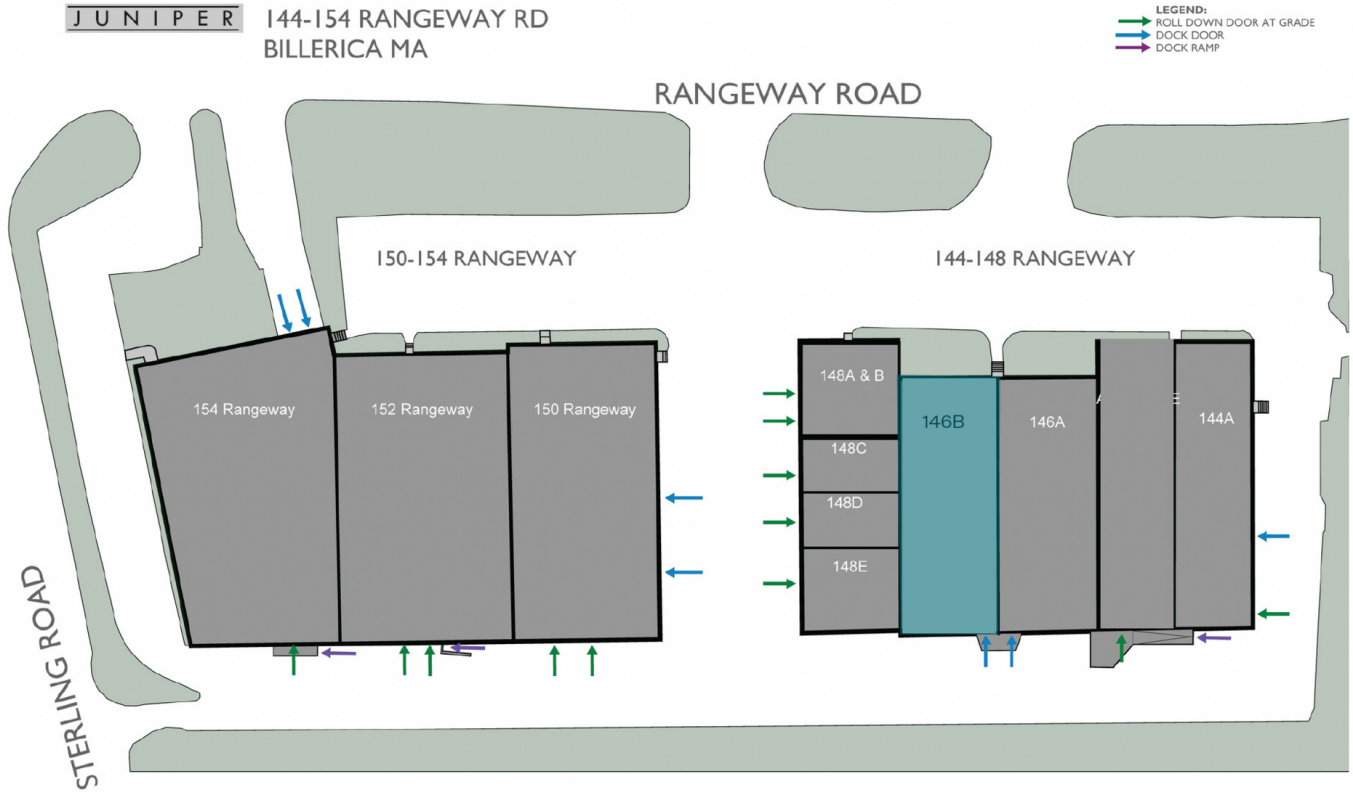 JUNIPER
144-154 RANGEWAY RD
BILLERICA MA
LEGEND:
ROLL DOWN DOOR AT GRADE
DOCK DOOR
DOCK RAMP
RANGEWAY ROAD
150-154 RANGEWAY
144-148 RANGEWAY
154 Rangeway
152 Rangeway
150 Rangeway
148A & B
148C
148D
148E
146B
146A
144A
STERLING ROAD